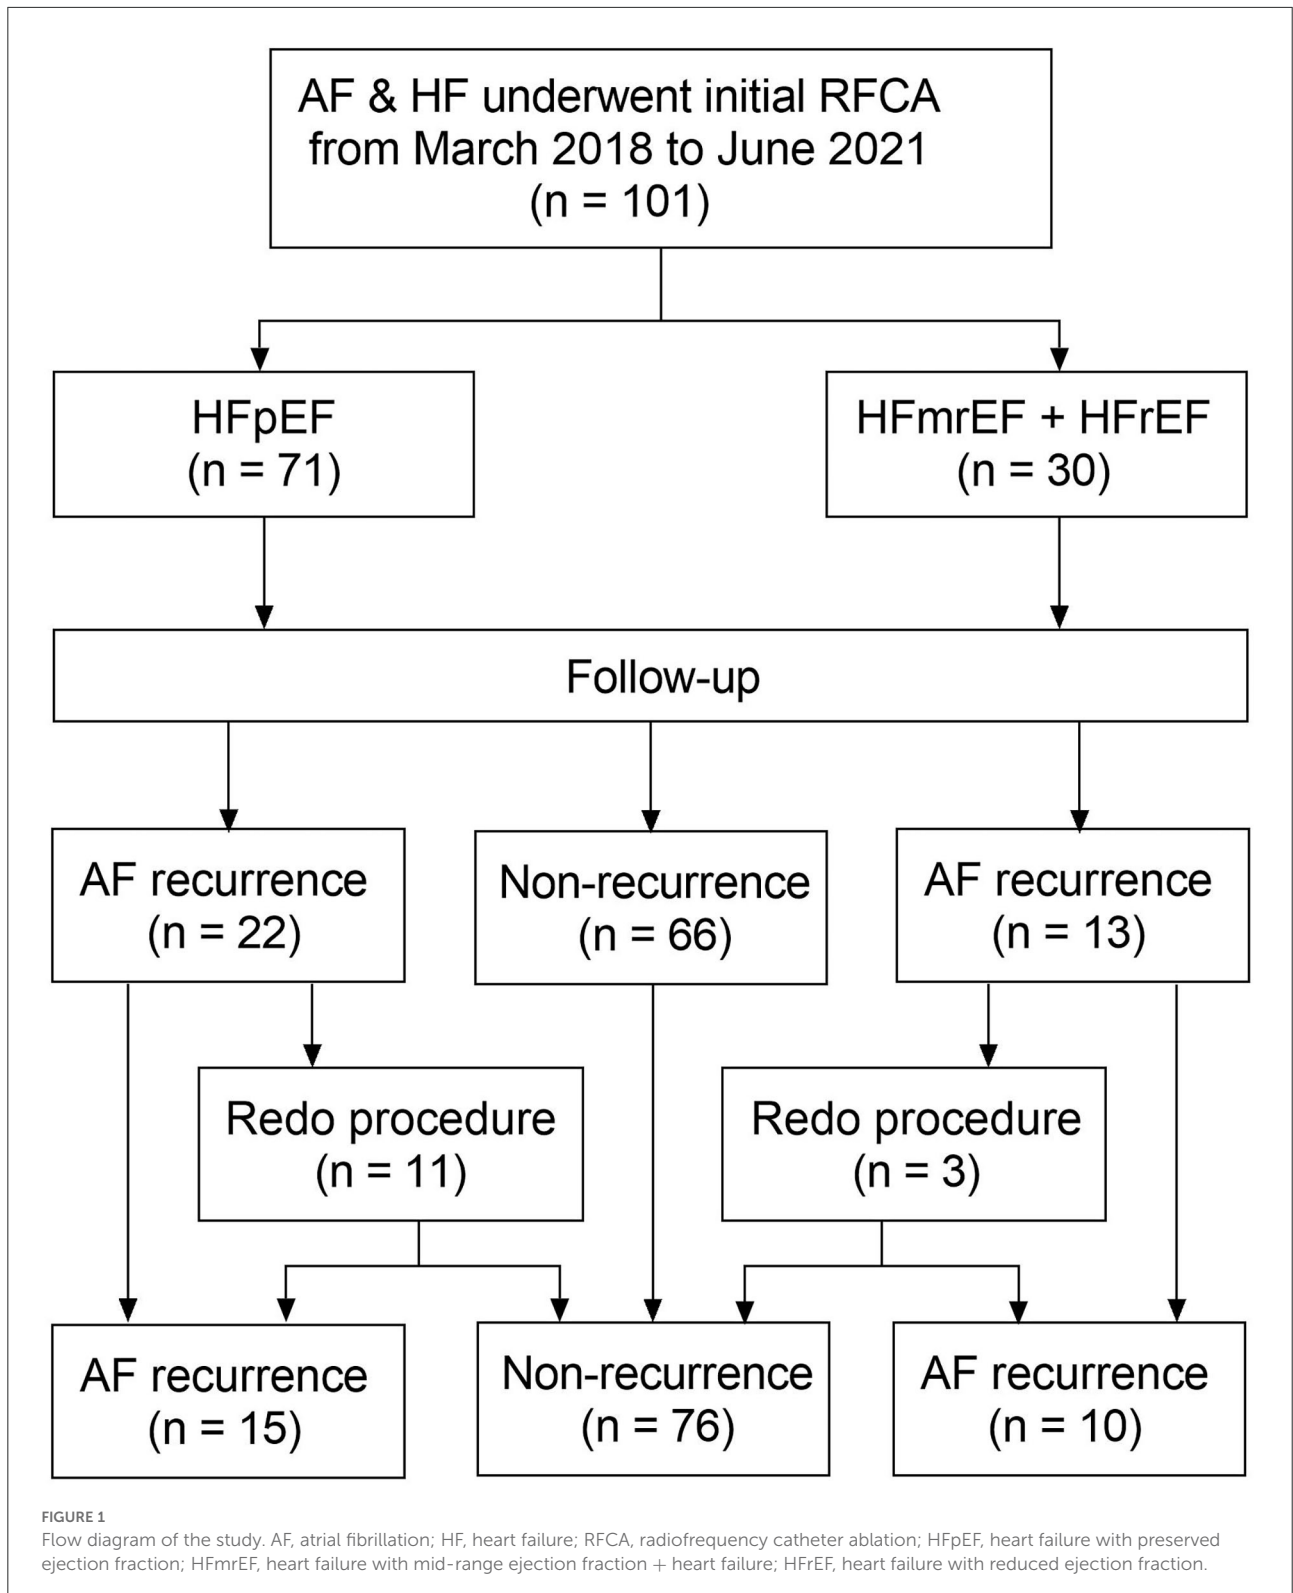 AF & HF underwent initial RFCA
from March 2018 to June 2021
(n = 101)
HFpEF
(n = 71)
HFmrEF + HFrEF
(n = 30)
Follow-up
AF recurrence
(n = 22)
Non-recurrence
(n = 66)
AF recurrence
(n = 13)
Redo procedure
(n = 11)
Redo procedure
(n = 3)
AF recurrence
(n = 15)
Non-recurrence
(n = 76)
AF recurrence
(n = 10)
FIGURE 1
Flow diagram of the study. AF, atrial fibrillation; HF, heart failure; RFCA, radiofrequency catheter ablation; HFpEF, heart failure with preserved
ejection fraction; HFmrEF, heart failure with mid-range ejection fraction + heart failure; HFrEF, heart failure with reduced ejection fraction.